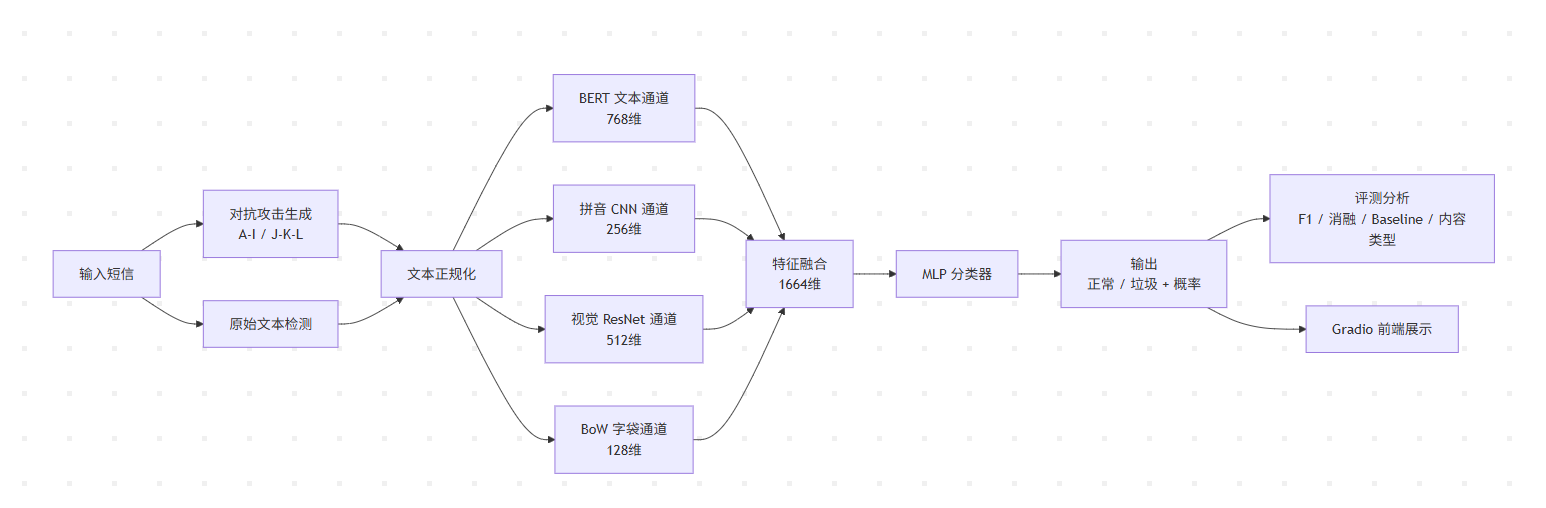 输入短信
对抗攻击生成
A-I / J-K-L
原始文本检测
文本正规化
BERT 文本通道
768维
拼音 CNN 通道
256维
视觉 ResNet 通道
512维
BoW 字袋通道
128维
特征融合
1664维
MLP 分类器
输出
正常 / 垃圾 + 概率
评测分析
F1 / 消融 / Baseline / 内容
类型
Gradio 前端展示